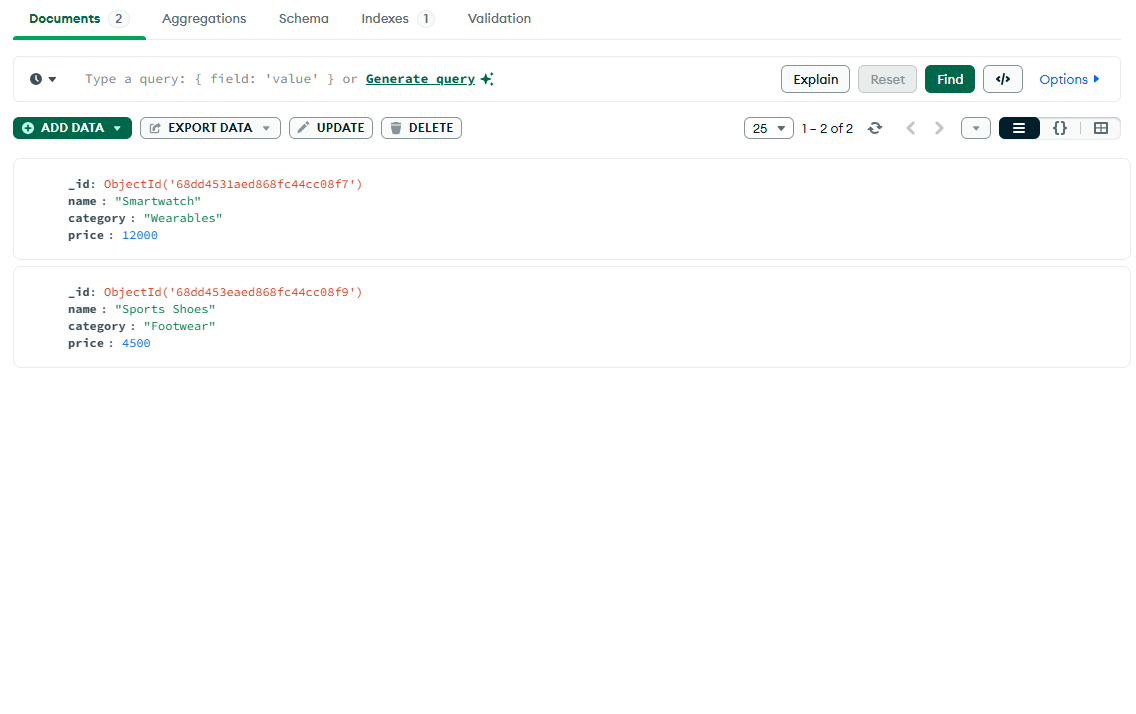 Documents 2 Aggregations Schema Indexes 1 Validation
Type a query: { field: 'value' } or Generate query Explain Reset Find </> Options
ADD DATA EXPORT DATA UPDATE DELETE 25 1 – 2 of 2 {}
_id: ObjectId('68dd4531aed868fc44cc08f7')
name : "Smartwatch"
category : "Wearables"
price : 12000
_id: ObjectId('68dd453eaed868fc44cc08f9')
name : "Sports Shoes"
category : "Footwear"
price : 4500